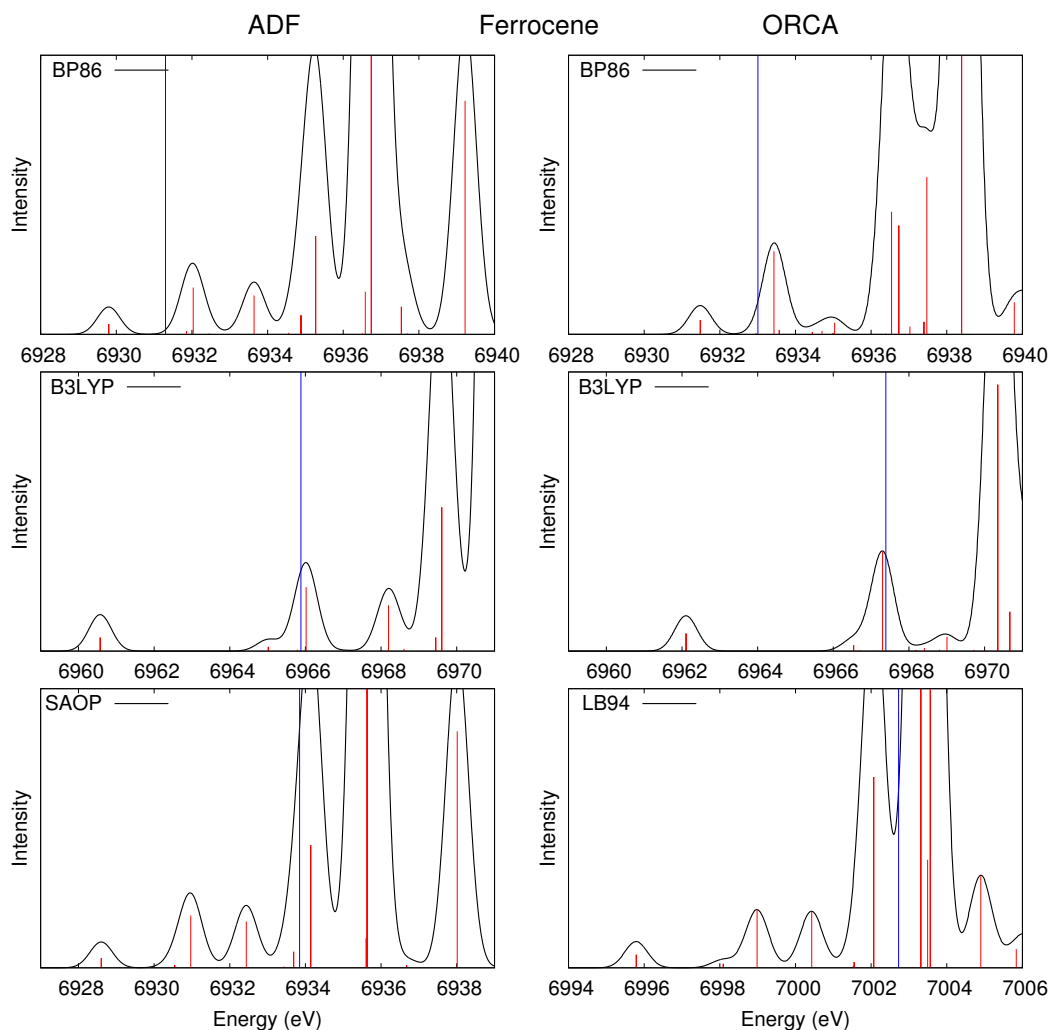 ADF Ferrocene ORCA
BP86
Intensity
6928 6930 6932 6934 6936 6938 6940
BP86
Intensity
6928 6930 6932 6934 6936 6938 6940
B3LYP
Intensity
6960 6962 6964 6966 6968 6970
B3LYP
Intensity
6960 6962 6964 6966 6968 6970
SAOP
Intensity
6928 6930 6932 6934 6936 6938
Energy (eV)
LB94
Intensity
6994 6996 6998 7000 7002 7004 7006
Energy (eV)